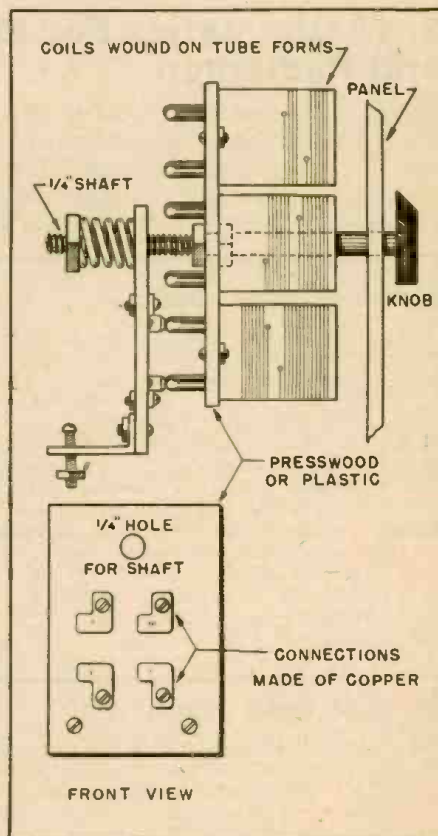 COILS WOUND ON TUBE FORMS
PANEL
1/4" SHAFT
KNOB
PRESSWOOD
OR PLASTIC
1/4" HOLE
FOR SHAFT
CONNECTIONS
MADE OF COPPER
FRONT VIEW